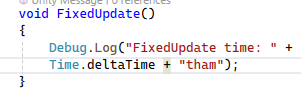 Unity Message | 0 references
void FixedUpdate()
{
Debug.Log("FixedUpdate time: " +
Time.deltaTime + "tham");
}